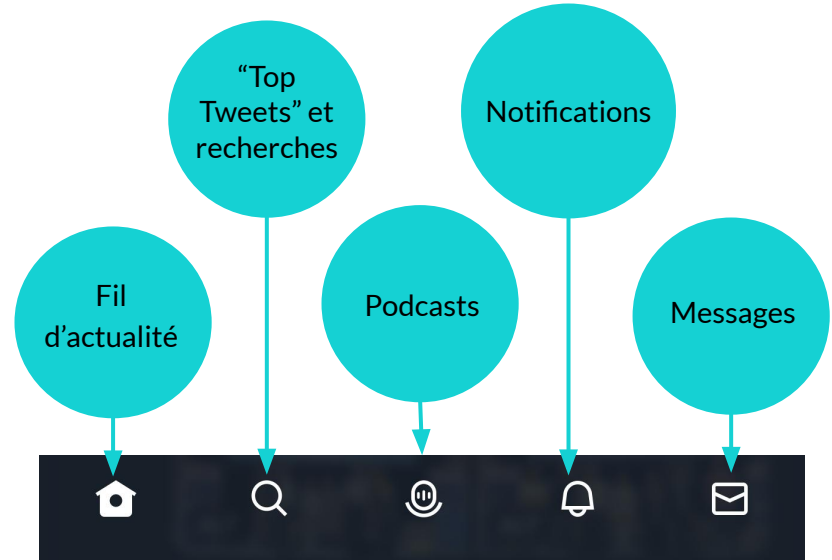 “Top
Tweets” et
recherches
Notifications
Fil
d’actualité
Podcasts
Messages